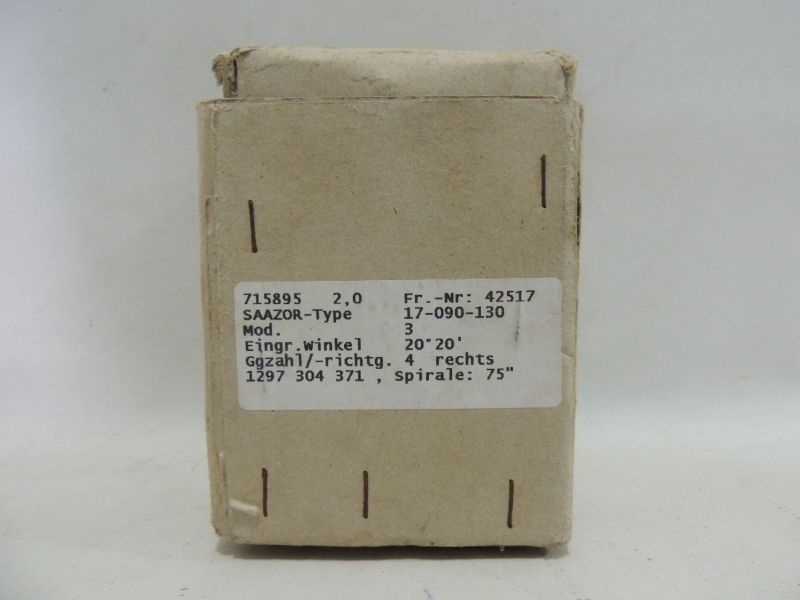 715895 2,0 Fr.-Nr: 42517
SAAZOR-Type 17-090-130
Mod. 3
Eingr.Winkel 20°20'
Ggzahl/-richtg. 4 rechts
1297 304 371 , Spirale: 75"